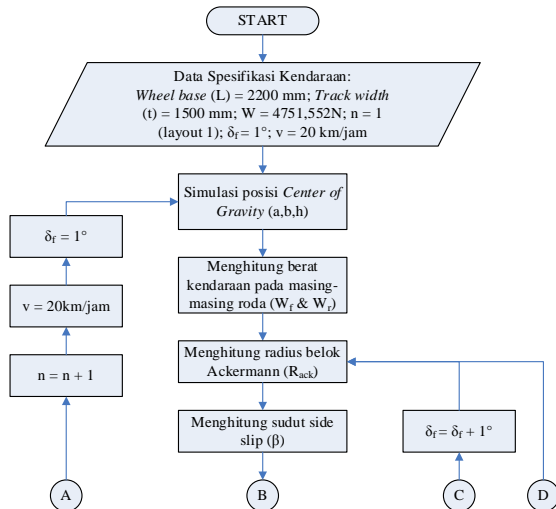 START
Data Spesifikasi Kendaraan:
Wheel base (L) = 2200 mm; Track width
(t) = 1500 mm; W = 4751,552N; n = 1
(layout 1); δf = 1°; v = 20 km/jam
Simulasi posisi Center of
Gravity (a,b,h)
δf = 1°
Menghitung berat
kendaraan pada masing-
masing roda (Wf & Wr)
v = 20km/jam
Menghitung radius belok
Ackermann (Rack)
n = n + 1
Menghitung sudut side
slip (β)
δf = δf + 1°
A
B
C
D